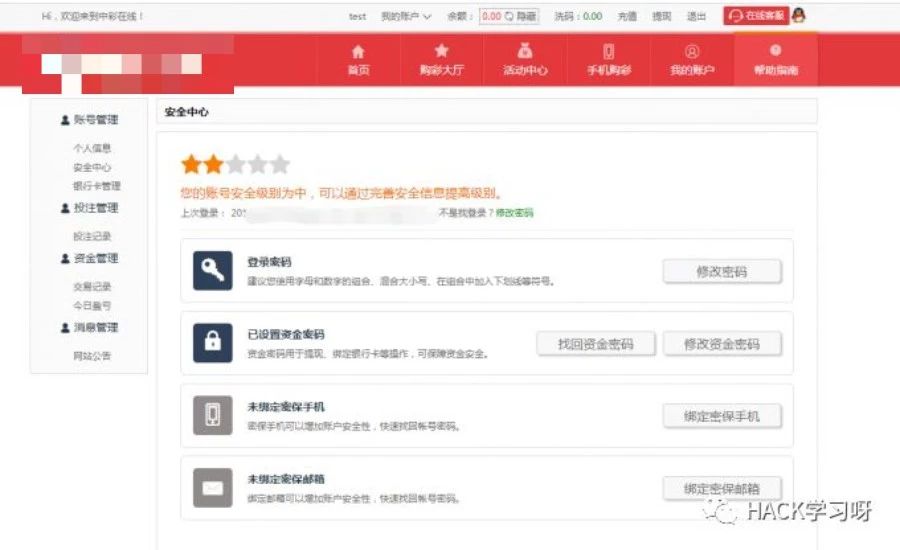 Hi，欢迎来到中彩在线！ test 我的账户 余额：0.00 隐藏 洗码：0.00 充值 提现 退出 在线客服
首页 购彩大厅 活动中心 手机购彩 我的账户 帮助指南
账号管理
个人信息
安全中心
银行卡管理
投注管理
投注记录
资金管理
交易记录
今日盈亏
消息管理
网站公告
安全中心
您的账号安全级别为中，可以通过完善安全信息提高级别。
上次登录： 20 不是我登录？修改密码
登录密码
建议您使用字母和数字的组合、混合大小写、在组合中加入下划线等符号。
修改密码
已设置资金密码
资金密码用于提现、绑定银行卡等操作，可保障资金安全。
找回资金密码 修改资金密码
未绑定密保手机
密保手机可以增加账户安全性，快速找回帐号密码。
绑定密保手机
未绑定密保邮箱
绑定邮箱可以增加账户安全性，快速找回帐号密码。
绑定密保邮箱
HACK学习呀